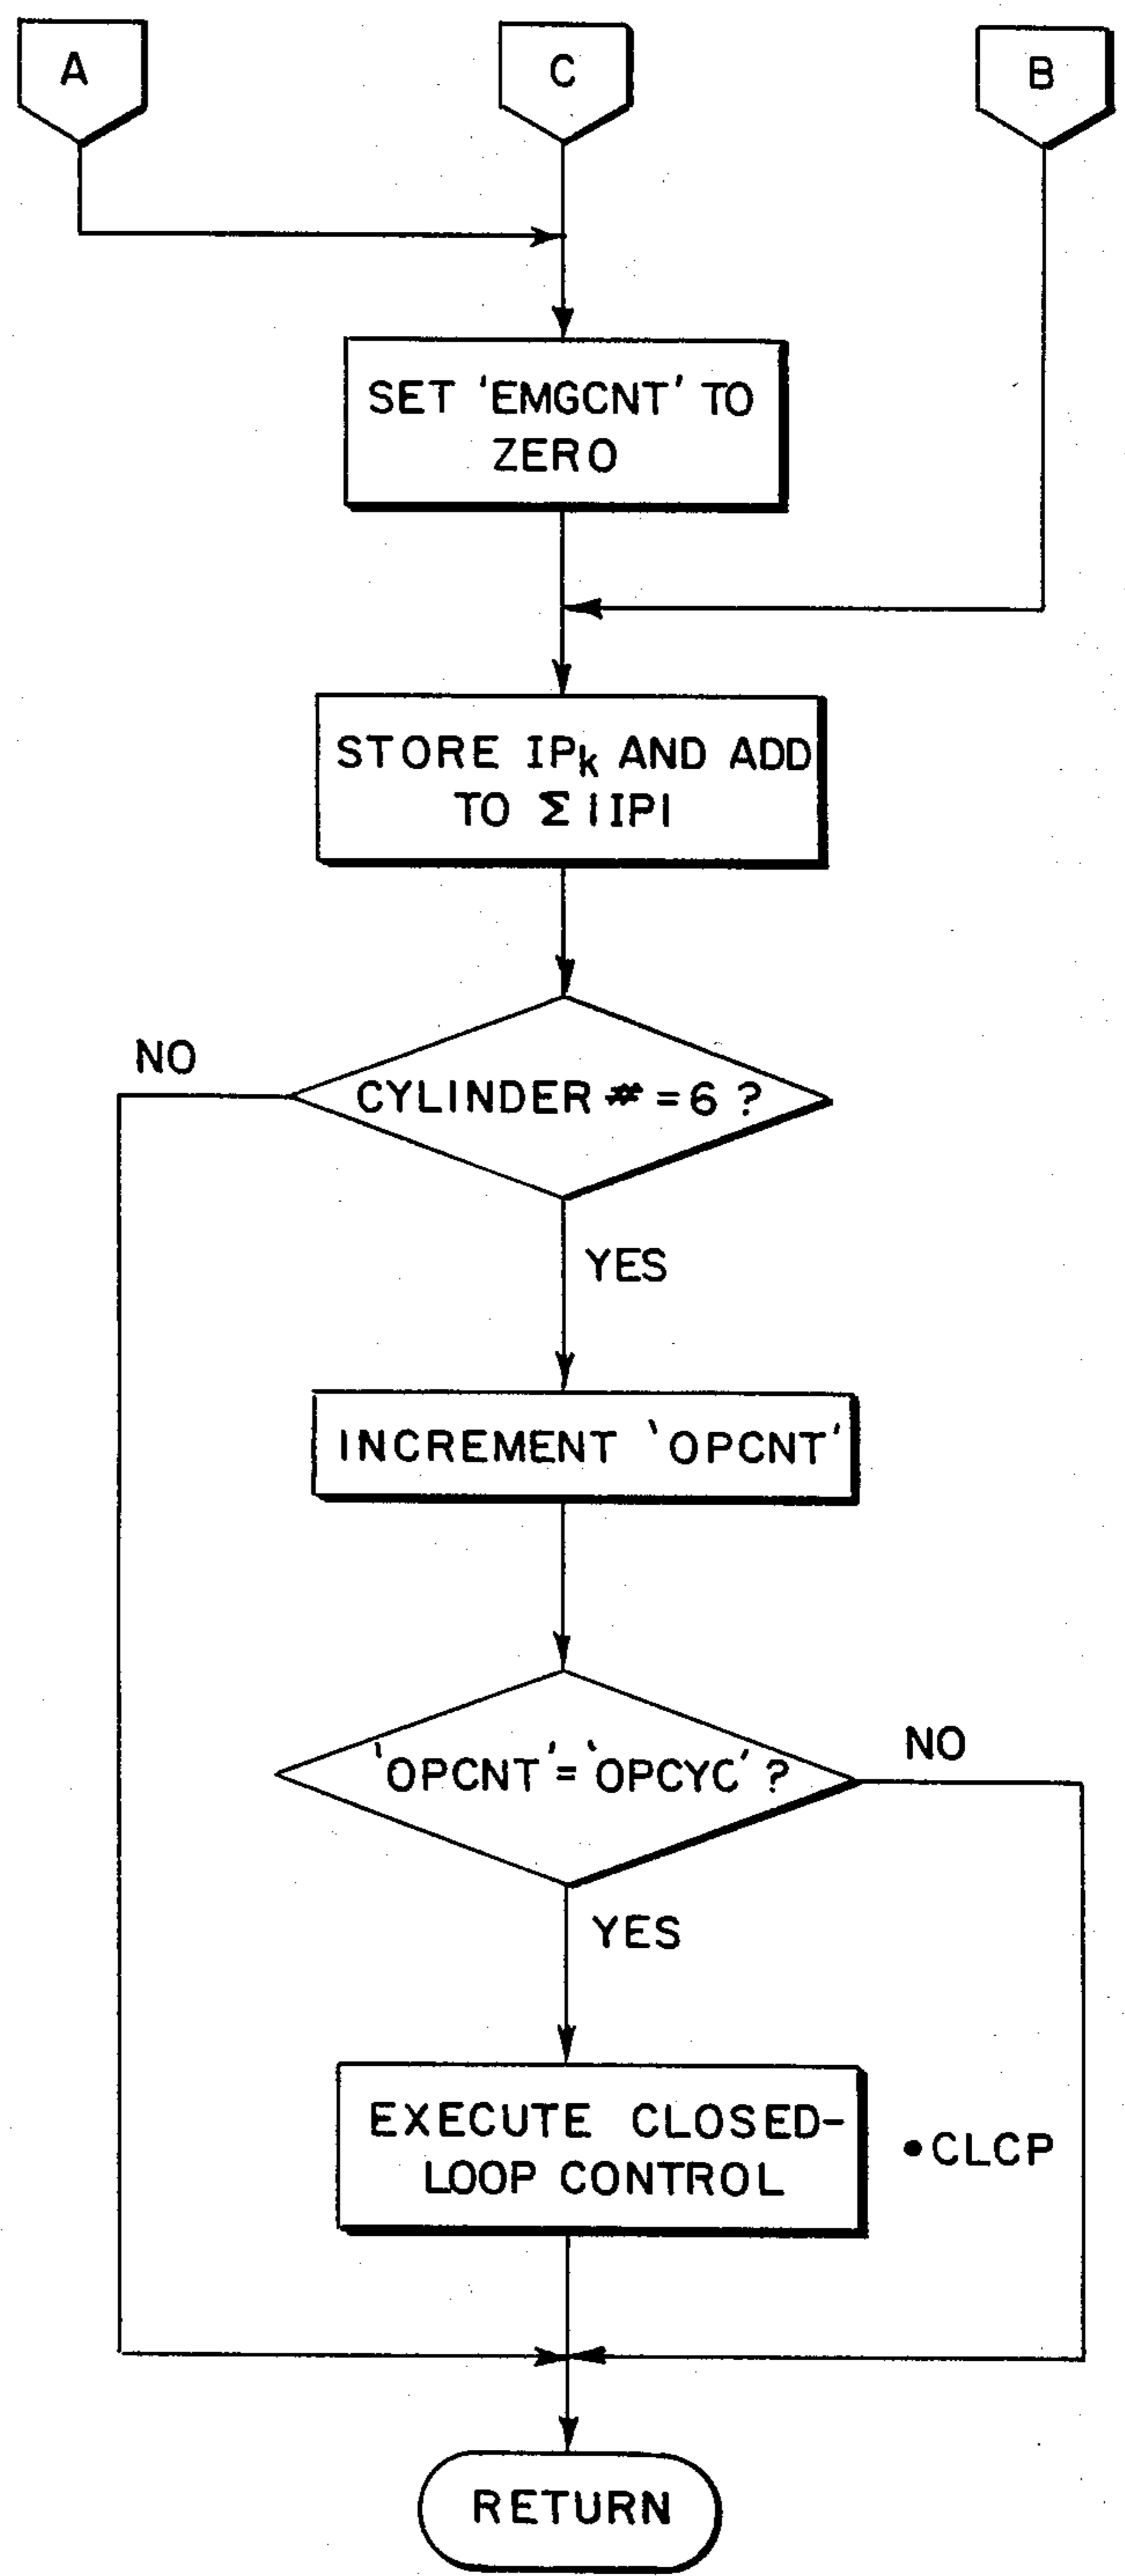 A
C
B
SET 'EMGCNT' TO
ZERO
STORE IPk AND ADD
TO Σ |IP|
NO
CYLINDER # = 6 ?
YES
INCREMENT 'OPCNT'
'OPCNT' = 'OPCYC' ?
NO
YES
EXECUTE CLOSED-
LOOP CONTROL
•CLCP
RETURN